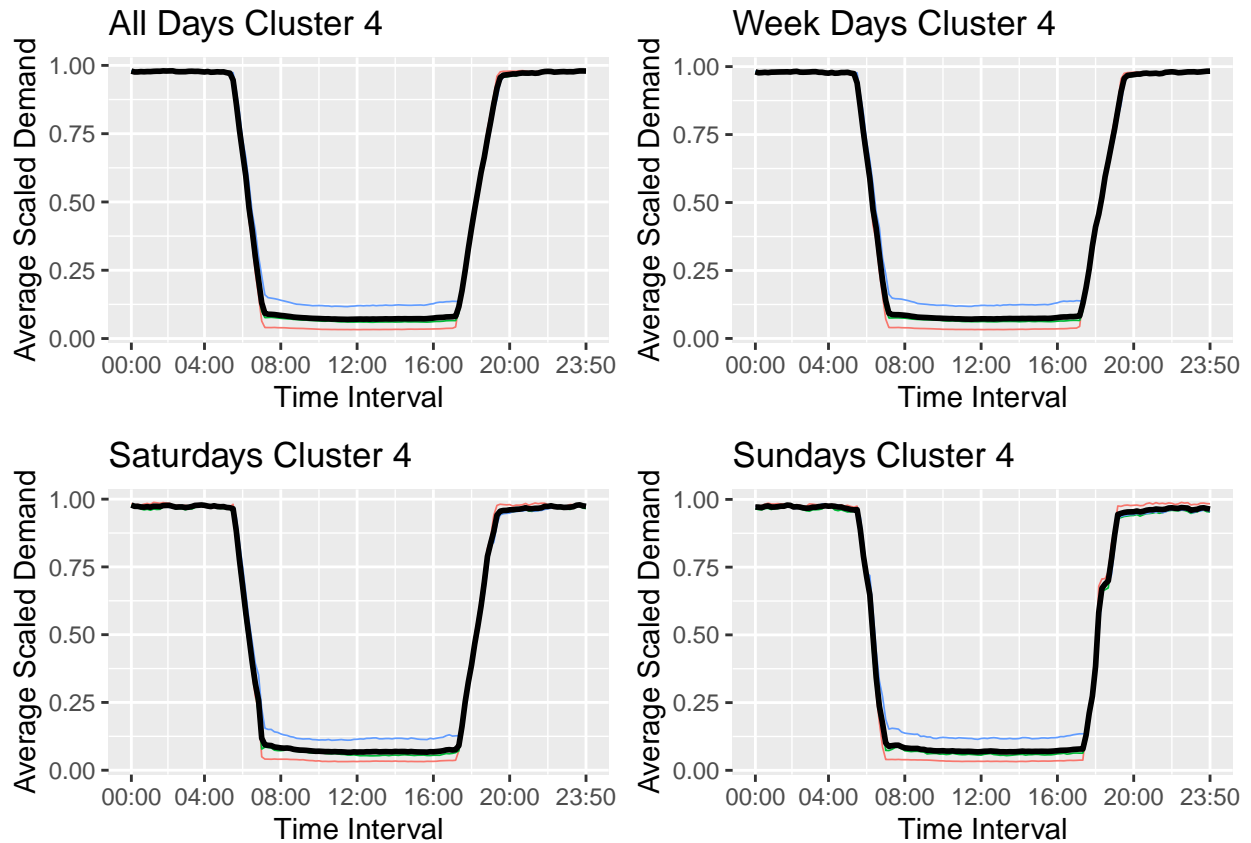 All Days Cluster 4
Average Scaled Demand
1.00
0.75
0.50
0.25
0.00
00:00 04:00 08:00 12:00 16:00 20:00 23:50
Time Interval
Week Days Cluster 4
Average Scaled Demand
1.00
0.75
0.50
0.25
0.00
00:00 04:00 08:00 12:00 16:00 20:00 23:50
Time Interval
Saturdays Cluster 4
Average Scaled Demand
1.00
0.75
0.50
0.25
0.00
00:00 04:00 08:00 12:00 16:00 20:00 23:50
Time Interval
Sundays Cluster 4
Average Scaled Demand
1.00
0.75
0.50
0.25
0.00
00:00 04:00 08:00 12:00 16:00 20:00 23:50
Time Interval